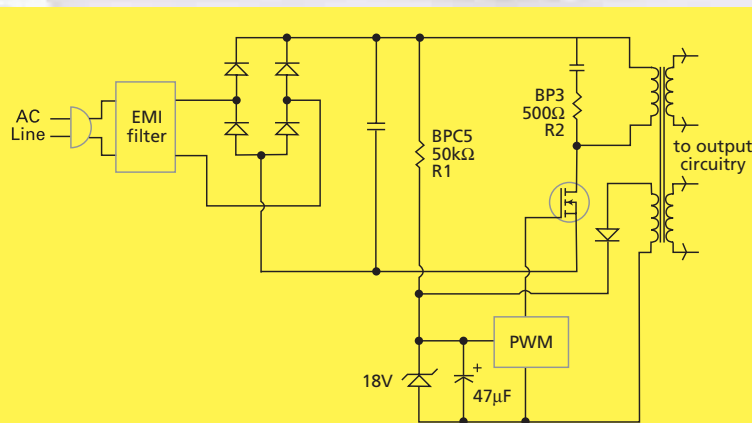 AC
Line
EMI
filter
BPC5
50kΩ
R1
BP3
500Ω
R2
to output
circuitry
PWM
18V
+
47µF